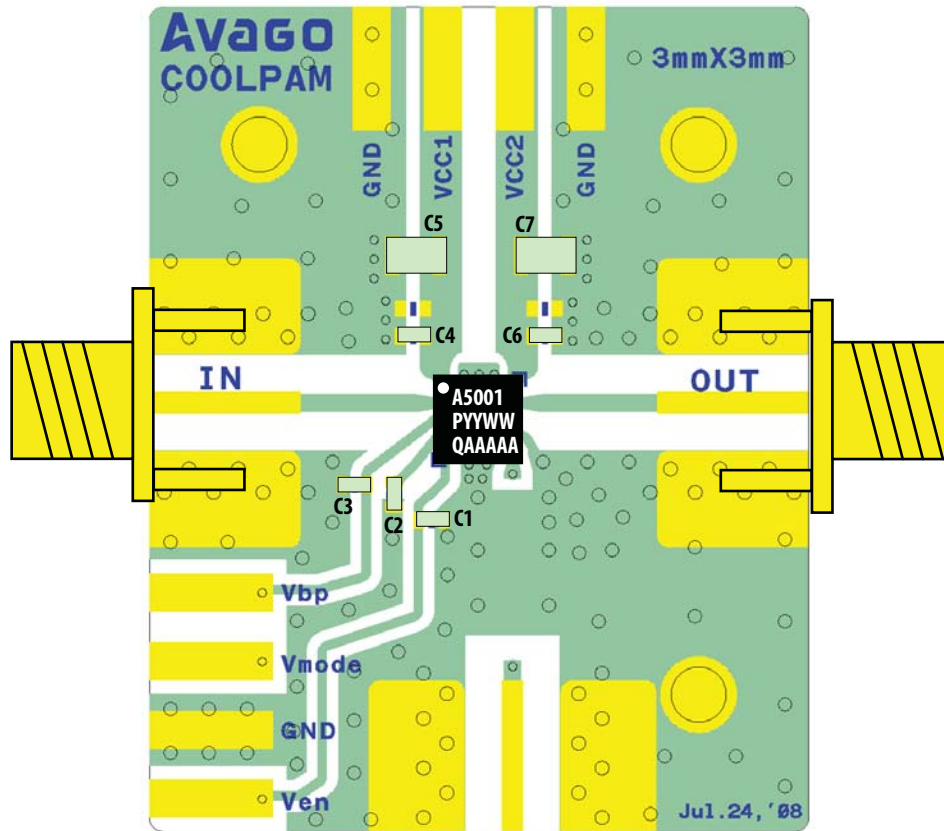 Avago
COOLPAM
3mmX3mm
GND
VCC1
VCC2
GND
C5
C7
C4
C6
IN
OUT
A5001
PYYWW
QAAAAA
C3
C2
C1
Vbp
Vmode
GND
Ven
Jul.24,'08